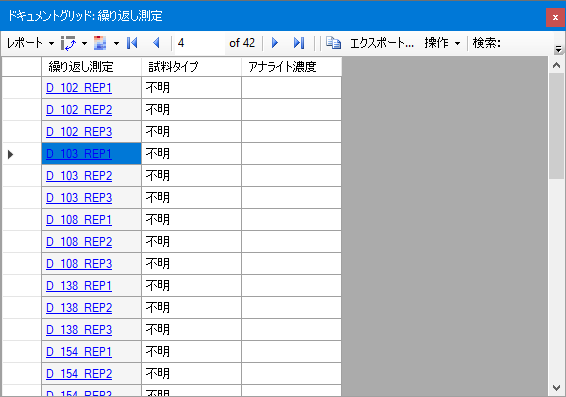 ドキュメントグリッド: 繰り返し測定
レポート 4 of 42 エクスポート... 操作 検索:
繰り返し測定 試料タイプ アナライト濃度
D_102_REP1 不明
D_102_REP2 不明
D_102_REP3 不明
D_103_REP1 不明
D_103_REP2 不明
D_103_REP3 不明
D_108_REP1 不明
D_108_REP2 不明
D_108_REP3 不明
D_138_REP1 不明
D_138_REP2 不明
D_138_REP3 不明
D_154_REP1 不明
D_154_REP2 不明
D_154_REP3 不明